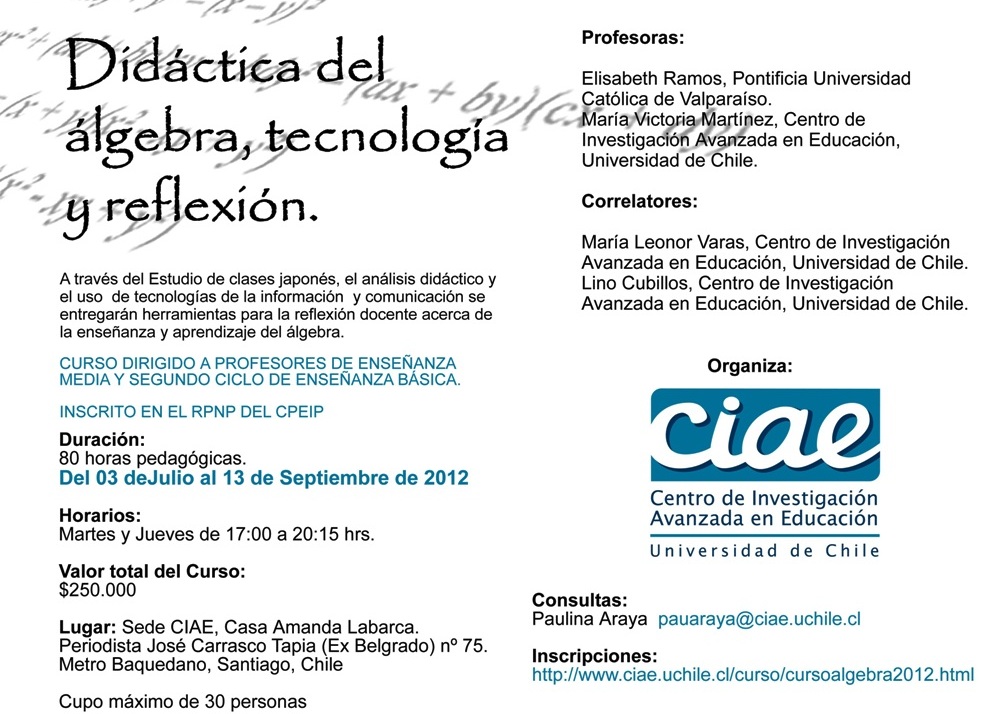 Didáctica del
álgebra, tecnología
y reflexión.
A través del Estudio de clases japonés, el análisis didáctico y
el uso de tecnologías de la información y comunicación se
entregarán herramientas para la reflexión docente acerca de
la enseñanza y aprendizaje del álgebra.
CURSO DIRIGIDO A PROFESORES DE ENSEÑANZA
MEDIA Y SEGUNDO CICLO DE ENSEÑANZA BÁSICA.
INSCRITO EN EL RPNP DEL CPEIP
Duración:
80 horas pedagógicas.
Del 03 deJulio al 13 de Septiembre de 2012
Horarios:
Martes y Jueves de 17:00 a 20:15 hrs.
Valor total del Curso:
$250.000
Lugar: Sede CIAE, Casa Amanda Labarca.
Periodista José Carrasco Tapia (Ex Belgrado) nº 75.
Metro Baquedano, Santiago, Chile
Cupo máximo de 30 personas
Profesoras:
Elisabeth Ramos, Pontificia Universidad
Católica de Valparaíso.
María Victoria Martínez, Centro de
Investigación Avanzada en Educación,
Universidad de Chile.
Correlatores:
María Leonor Varas, Centro de Investigación
Avanzada en Educación, Universidad de Chile.
Lino Cubillos, Centro de Investigación
Avanzada en Educación, Universidad de Chile.
Organiza:
ciae
Centro de Investigación
Avanzada en Educación
Universidad de Chile
Consultas:
Paulina Araya pauaraya@ciae.uchile.cl
Inscripciones:
http://www.ciae.uchile.cl/curso/cursoalgebra2012.html